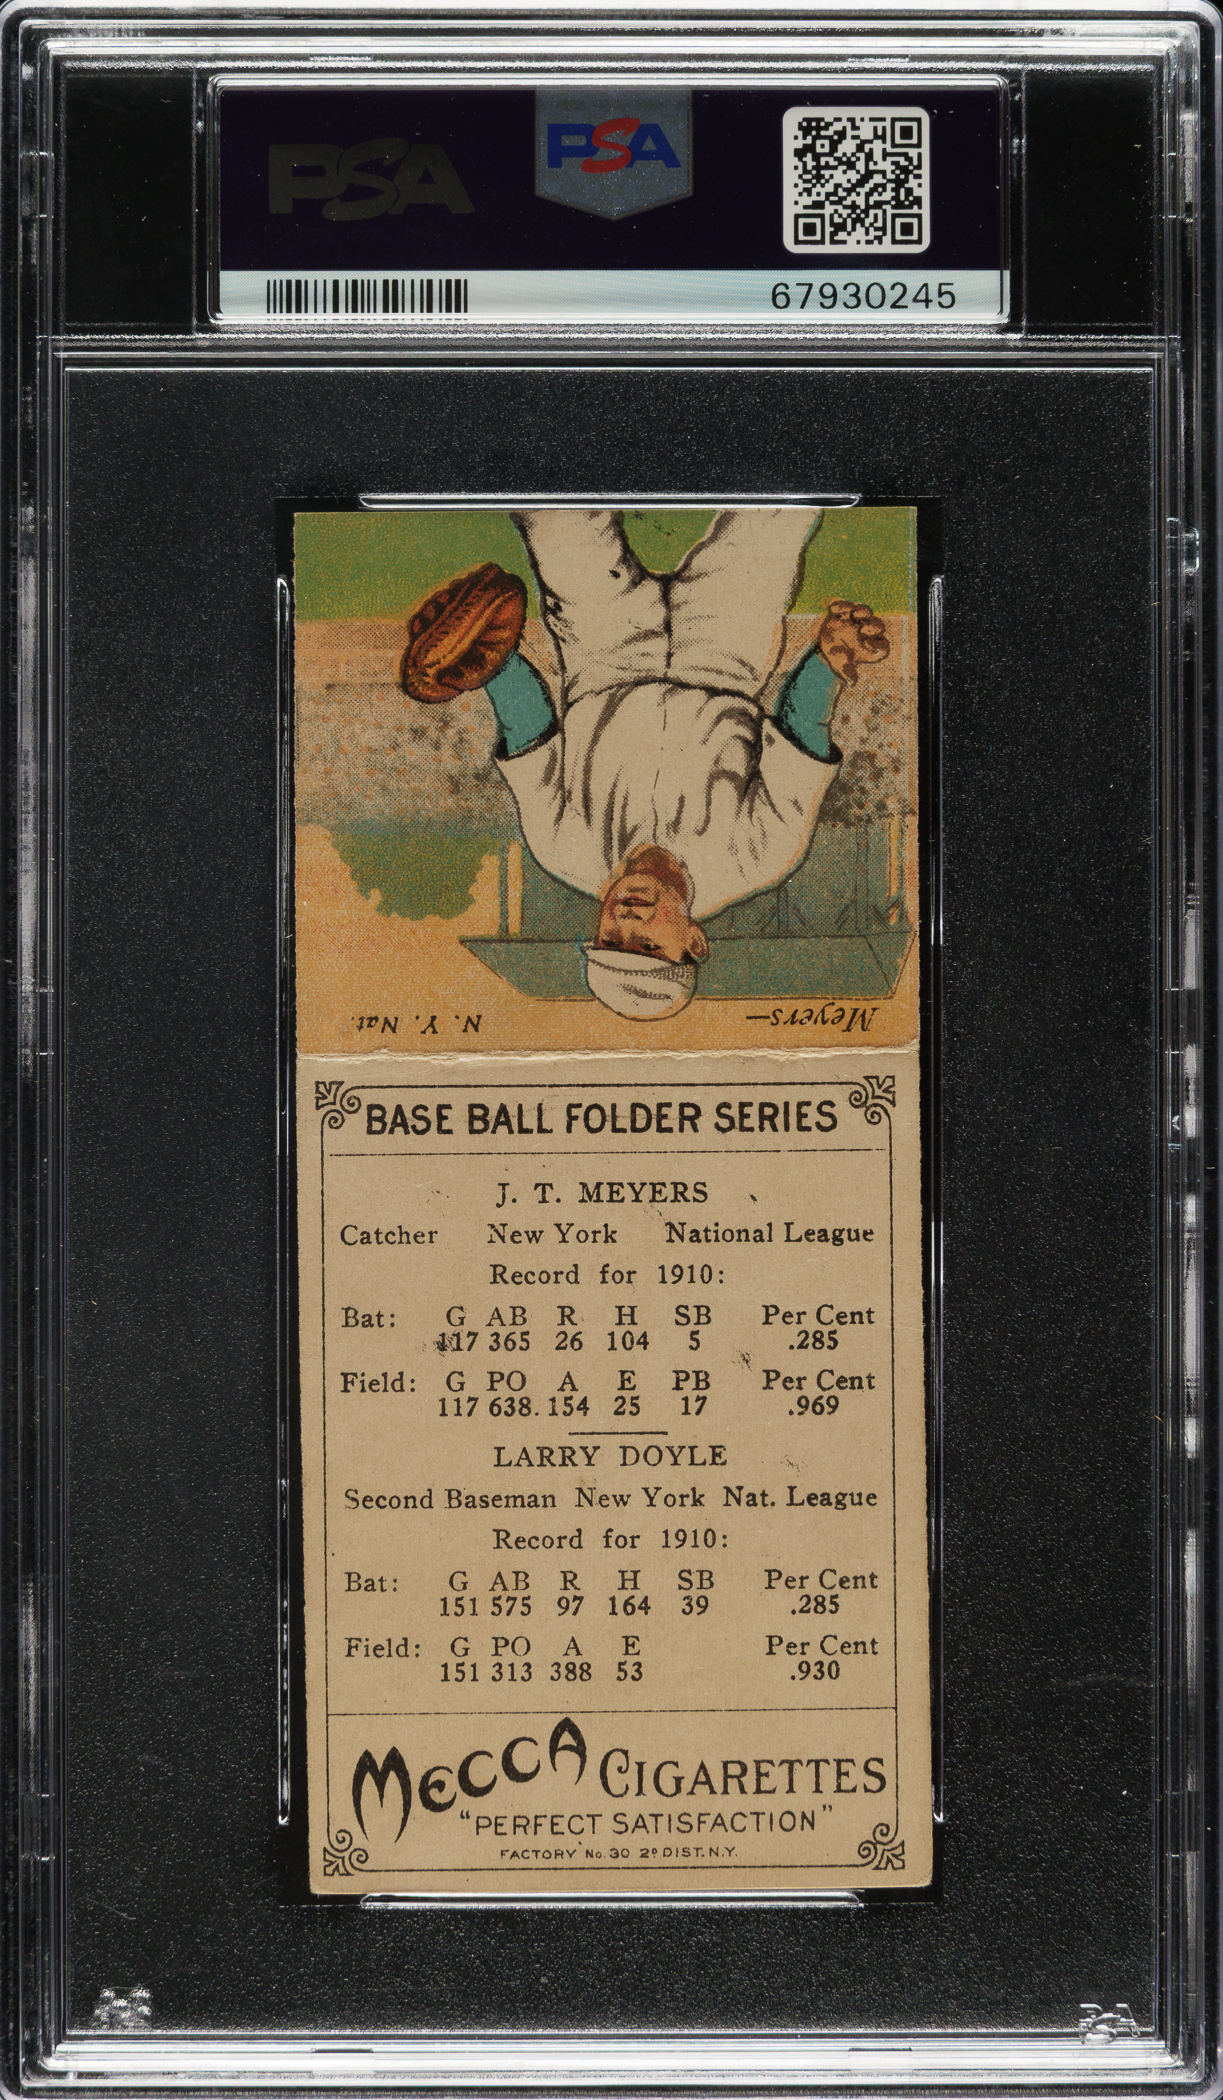 PSA
PSA
67930245
Meyers—
N. Y. Nat.
BASE BALL FOLDER SERIES
J. T. MEYERS
Catcher New York National League
Record for 1910:
Bat: G AB R H SB Per Cent
117 365 26 104 5 .285
Field: G PO A E PB Per Cent
117 638. 154 25 17 .969
LARRY DOYLE
Second Baseman New York Nat. League
Record for 1910:
Bat: G AB R H SB Per Cent
151 575 97 164 39 .285
Field: G PO A E Per Cent
151 313 388 53 .930
MECCA CIGARETTES
"PERFECT SATISFACTION"
FACTORY No. 30 2D DIST. N.Y.
PSA